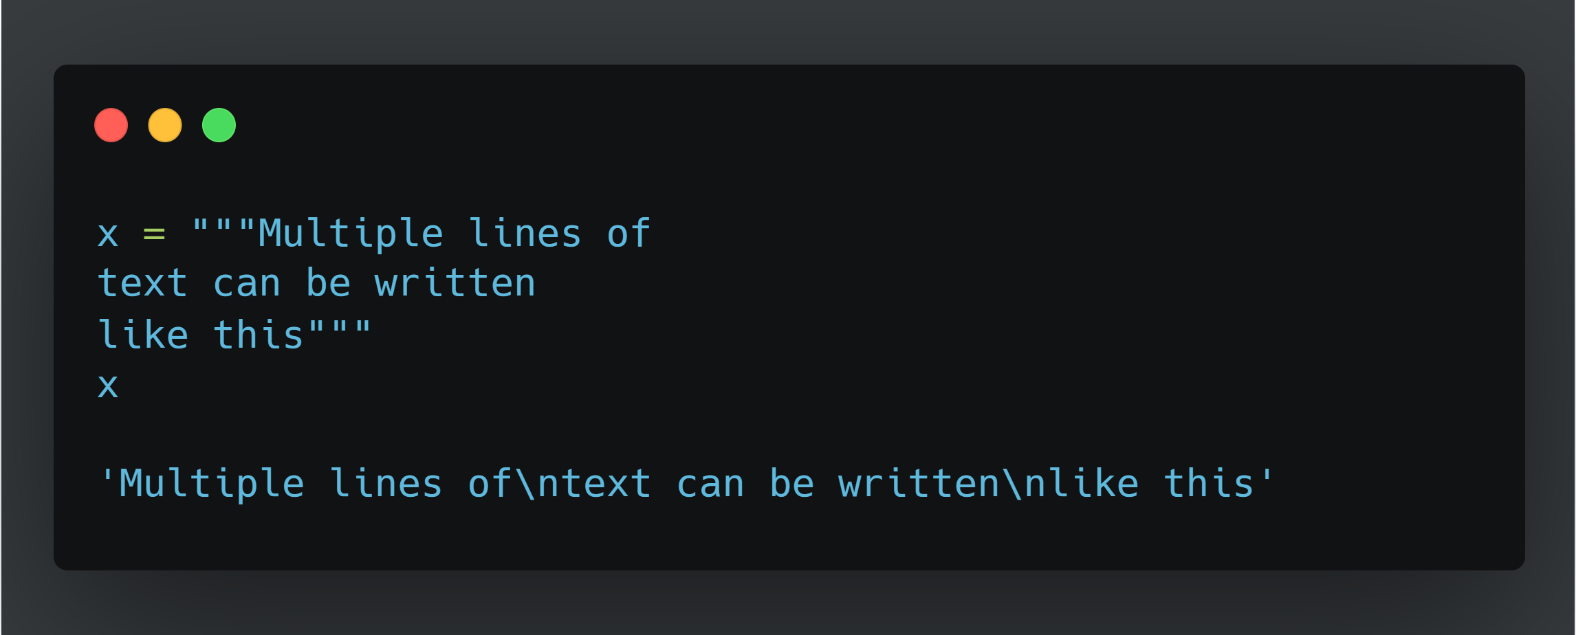 x = """Multiple lines of
text can be written
like this"""
x
'Multiple lines of\ntext can be written\nlike this'